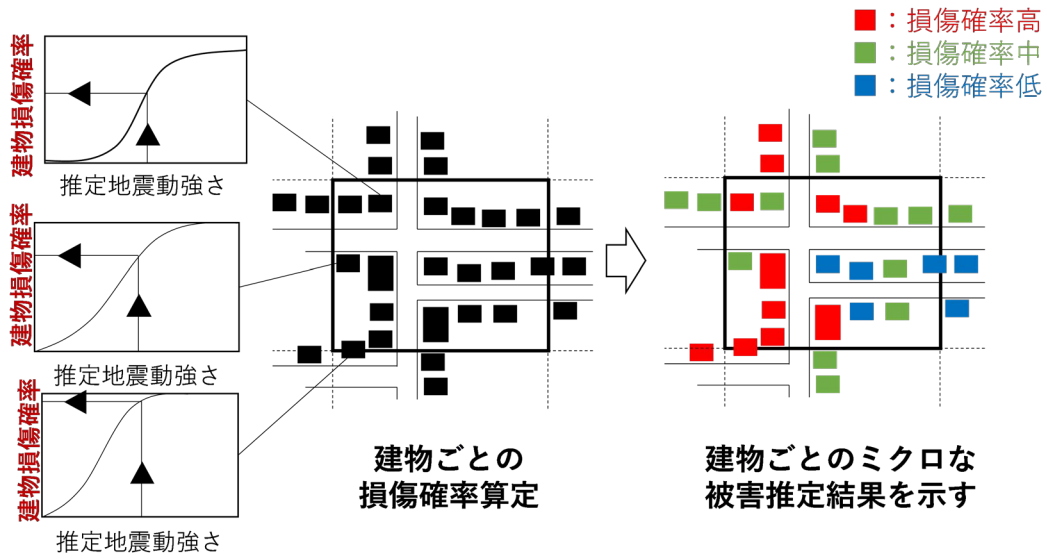 ■：損傷確率高
■：損傷確率中
■：損傷確率低
建物損傷確率
推定地震動強さ
建物損傷確率
推定地震動強さ
建物損傷確率
推定地震動強さ
建物ごとの
損傷確率算定
建物ごとのミクロな
被害推定結果を示す